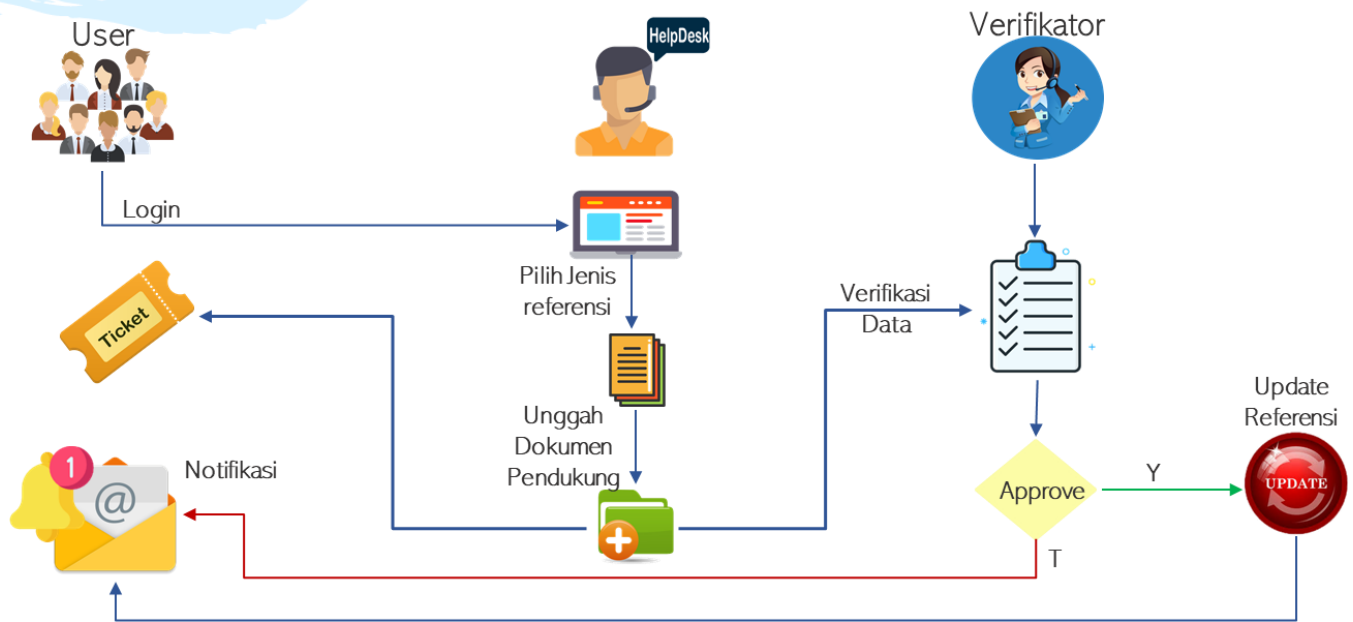 User
HelpDesk
Verifikator
Login
Pilih Jenis
referensi
Ticket
Verifikasi
Data
Unggah
Dokumen
Pendukung
Update
Referensi
1
@
Notifikasi
Approve
Y
UPDATE
T